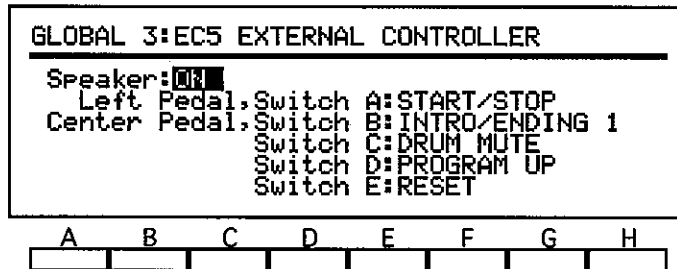 GLOBAL 3:EC5 EXTERNAL CONTROLLER
Speaker:ON
Left Pedal,Switch A:START/STOP
Center Pedal,Switch B:INTRO/ENDING 1
Switch C:DRUM MUTE
Switch D:PROGRAM UP
Switch E:RESET
A B C D E F G H